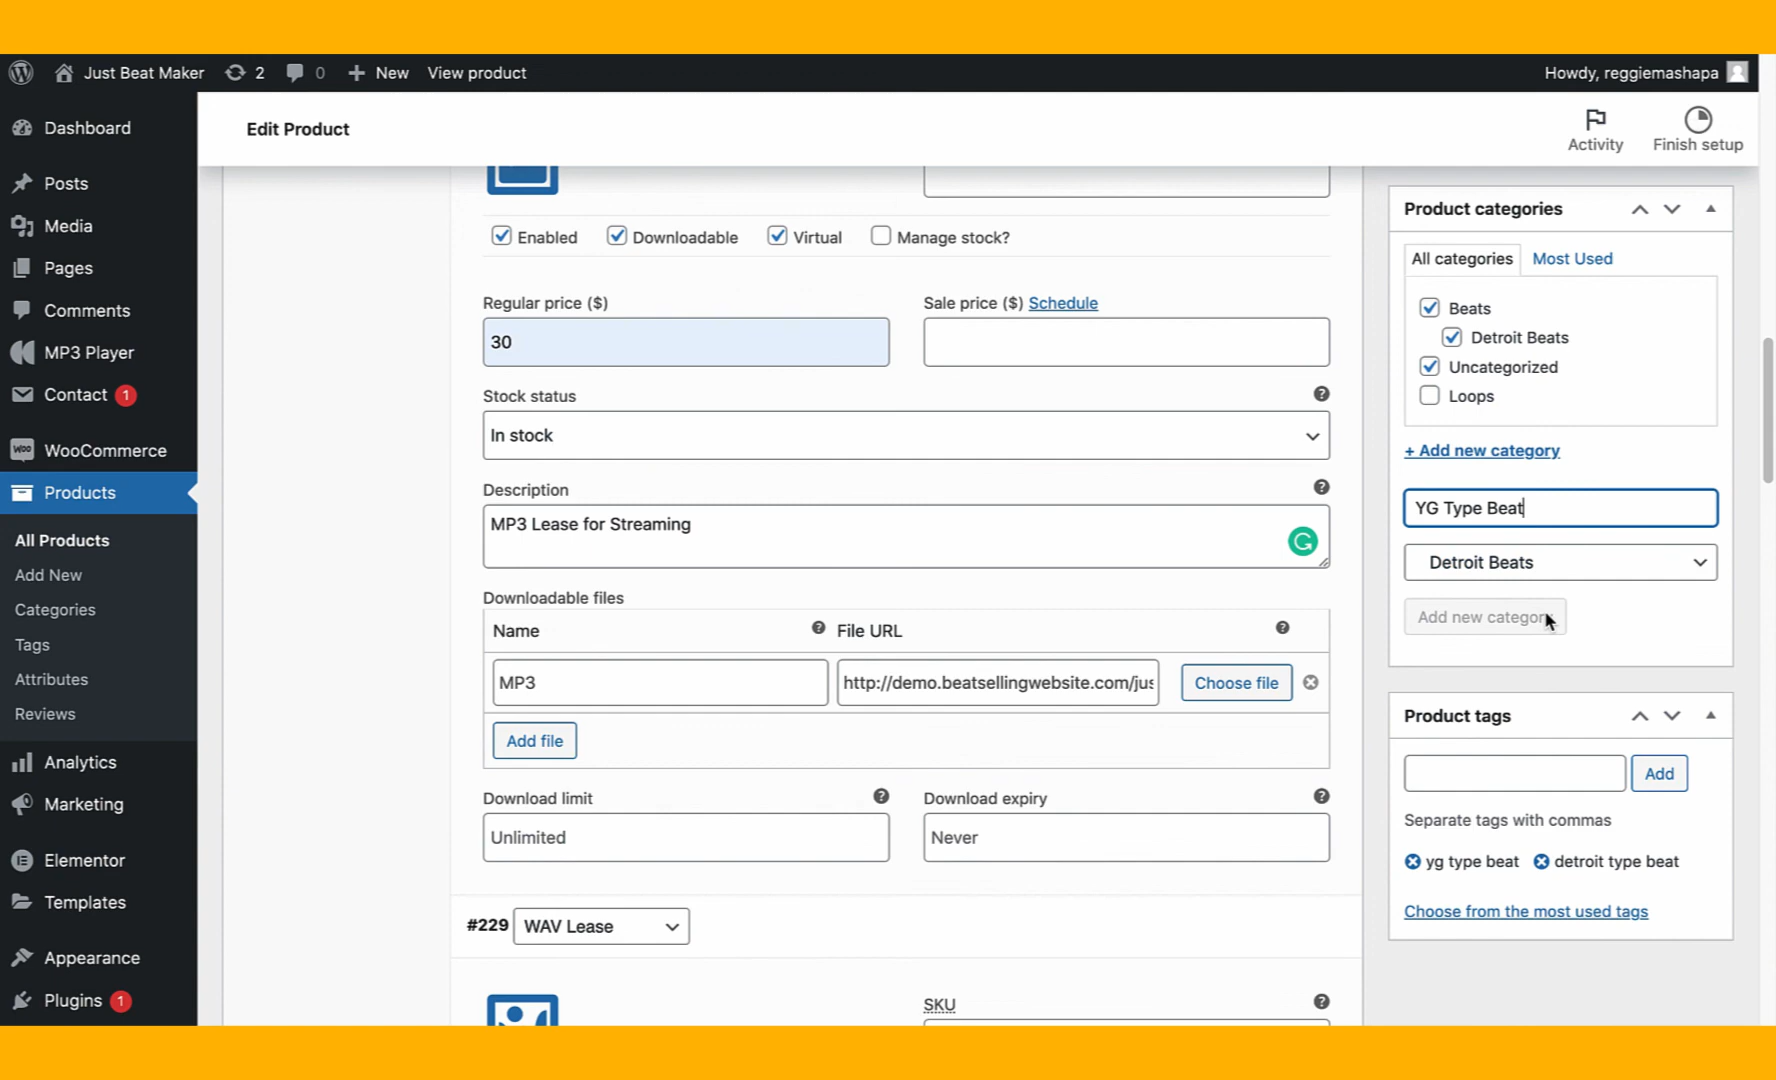 Just Beat Maker 2 0 New View product
Howdy, reggiemashapa
Dashboard
Posts
Media
Pages
Comments
MP3 Player
Contact 1
WooCommerce
Products
All Products
Add New
Categories
Tags
Attributes
Reviews
Analytics
Marketing
Elementor
Templates
Appearance
Plugins 1
Edit Product
Activity
Finish setup
Enabled Downloadable Virtual Manage stock?
Regular price ($)
30
Sale price ($) Schedule
Stock status
In stock
Description
MP3 Lease for Streaming
Downloadable files
Name File URL
MP3 http://demo.beatsellingwebsite.com/jus Choose file
Add file
Download limit
Unlimited
Download expiry
Never
#229 WAV Lease
SKU
Product categories
All categories Most Used
Beats
Detroit Beats
Uncategorized
Loops
+ Add new category
YG Type Beat
Detroit Beats
Add new category
Product tags
Add
Separate tags with commas
yg type beat detroit type beat
Choose from the most used tags